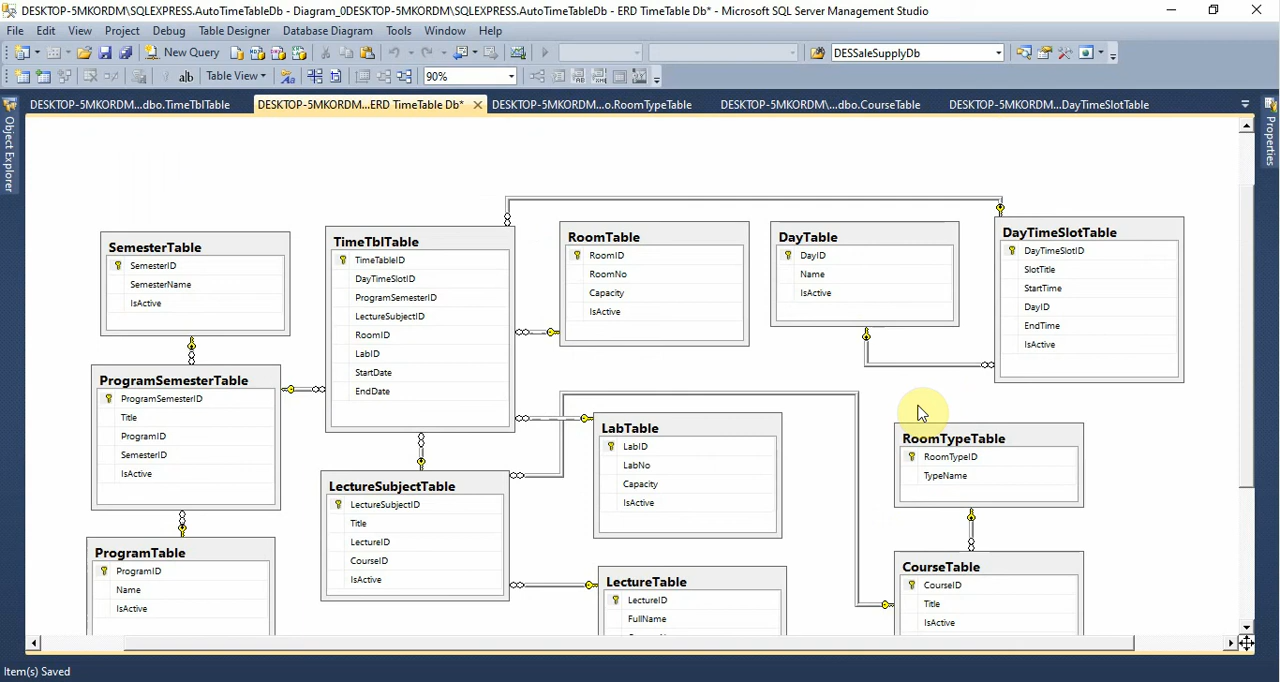 DESKTOP-5MKORDM\SQLEXPRESS.AutoTimeTableDb - Diagram_0DESKTOP-5MKORDM\SQLEXPRESS.AutoTimeTableDb - ERD TimeTable Db* - Microsoft SQL Server Management Studio
File Edit View Project Debug Table Designer Database Diagram Tools Window Help
New Query DESSaleSupplyDb
ab Table View 90%
DESKTOP-5MKORDM...dbo.TimeTblTable DESKTOP-5MKORDM...ERD TimeTable Db* DESKTOP-5MKORDM...o.RoomTypeTable DESKTOP-5MKORDM\...dbo.CourseTable DESKTOP-5MKORDM...DayTimeSlotTable
Object Explorer
Properties
SemesterTable
SemesterID
SemesterName
IsActive
TimeTblTable
TimeTableID
DayTimeSlotID
ProgramSemesterID
LectureSubjectID
RoomID
LabID
StartDate
EndDate
RoomTable
RoomID
RoomNo
Capacity
IsActive
DayTable
DayID
Name
IsActive
DayTimeSlotTable
DayTimeSlotID
SlotTitle
StartTime
DayID
EndTime
IsActive
ProgramSemesterTable
ProgramSemesterID
Title
ProgramID
SemesterID
IsActive
LectureSubjectTable
LectureSubjectID
Title
LectureID
CourseID
IsActive
LabTable
LabID
LabNo
Capacity
IsActive
RoomTypeTable
RoomTypeID
TypeName
ProgramTable
ProgramID
Name
IsActive
LectureTable
LectureID
FullName
CourseTable
CourseID
Title
IsActive
Item(s) Saved